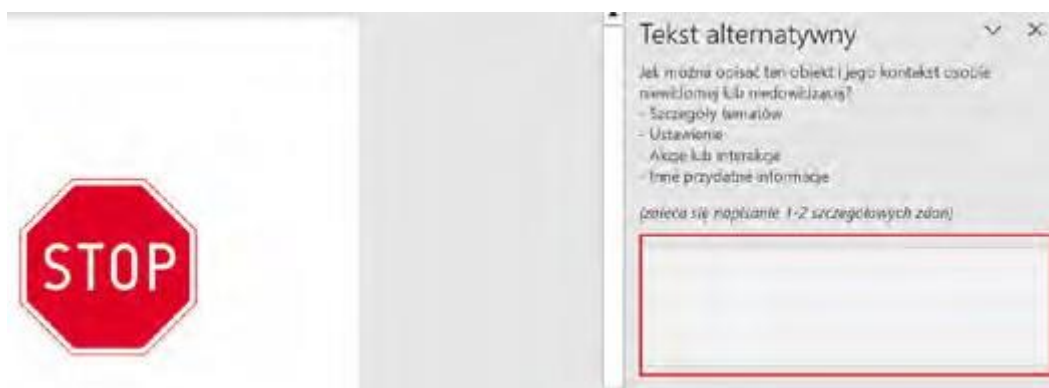 STOP
Tekst alternatywny
Jak można opisać ten obiekt i jego kontekst osobie
niewidomej lub niedowidzącej?
- Szczegóły tematów
- Ustawienie
- Akcje lub interakcje
- Inne przydatne informacje
(zaleca się napisanie 1-2 szczegółowych zdań)